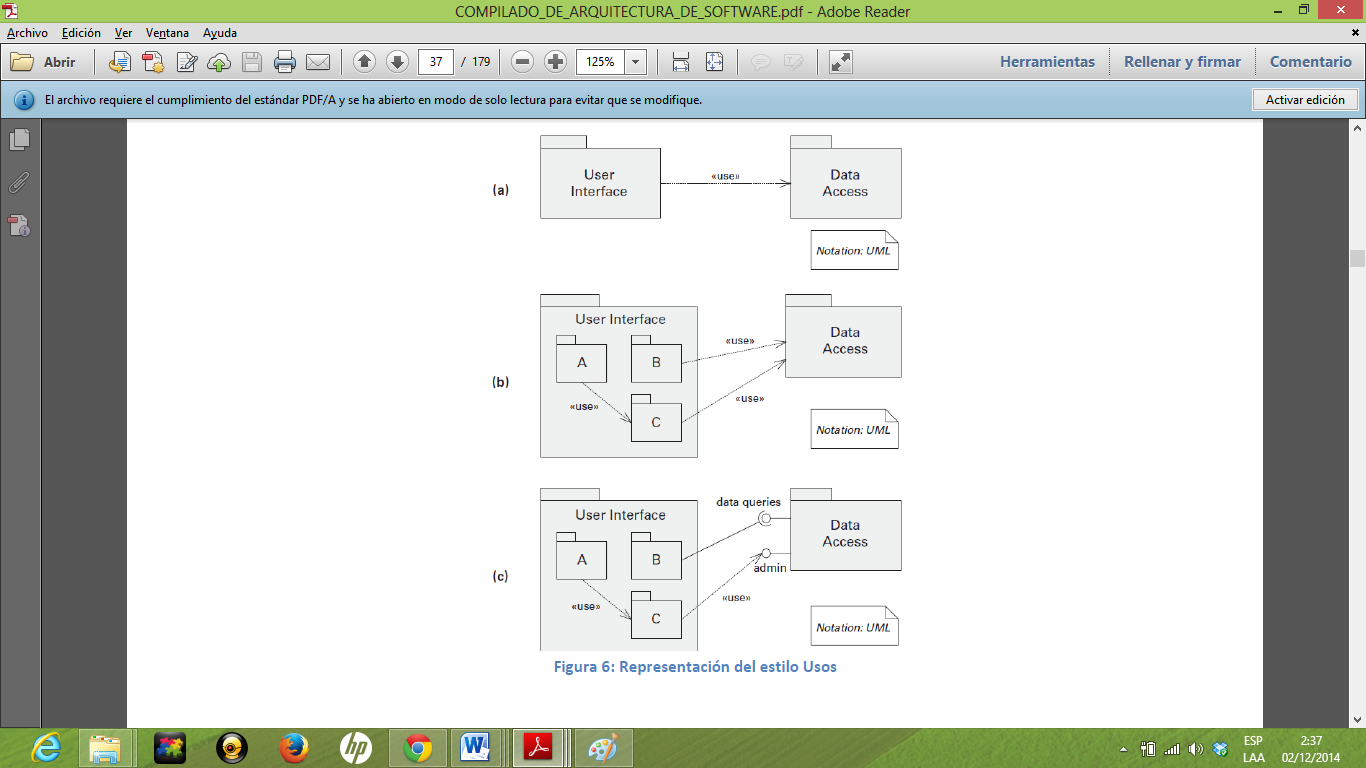 COMPILADO_DE_ARQUITECTURA_DE_SOFTWARE.pdf - Adobe Reader
Archivo Edición Ver Ventana Ayuda
Abrir 37 / 179 125% Herramientas Rellenar y firmar Comentario
El archivo requiere el cumplimiento del estándar PDF/A y se ha abierto en modo de solo lectura para evitar que se modifique. Activar edición
(a)
User
Interface
«use»
Data
Access
Notation: UML
(b)
User Interface
A
B
C
«use»
«use»
«use»
Data
Access
Notation: UML
(c)
User Interface
A
B
C
«use»
data queries
admin
«use»
Data
Access
Notation: UML
Figura 6: Representación del estilo Usos
hp
ESP
LAA
2:37
02/12/2014